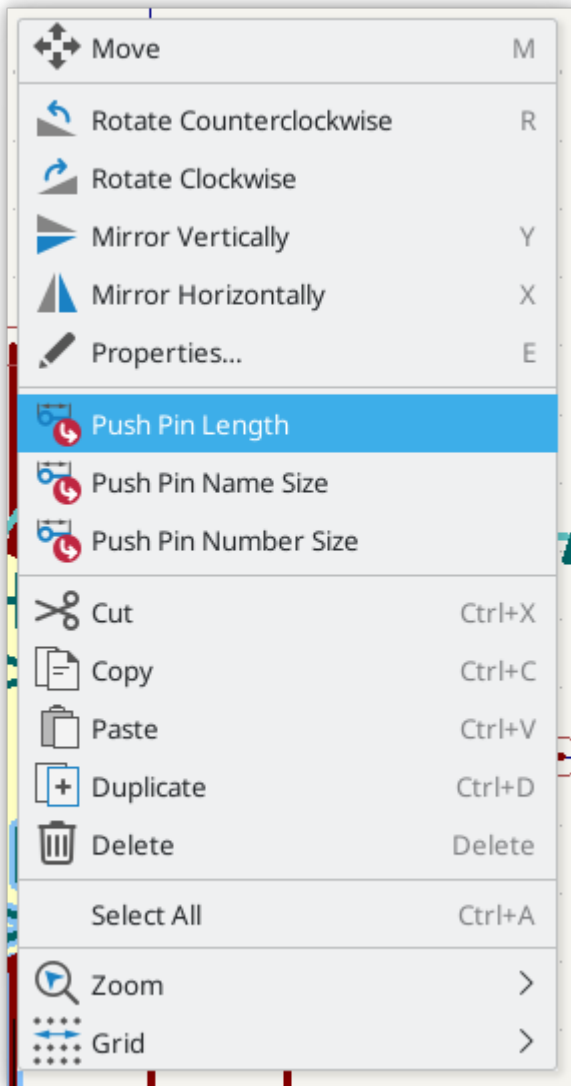 Move M
Rotate Counterclockwise R
Rotate Clockwise
Mirror Vertically Y
Mirror Horizontally X
Properties... E
Push Pin Length
Push Pin Name Size
Push Pin Number Size
Cut Ctrl+X
Copy Ctrl+C
Paste Ctrl+V
Duplicate Ctrl+D
Delete Delete
Select All Ctrl+A
Zoom
Grid